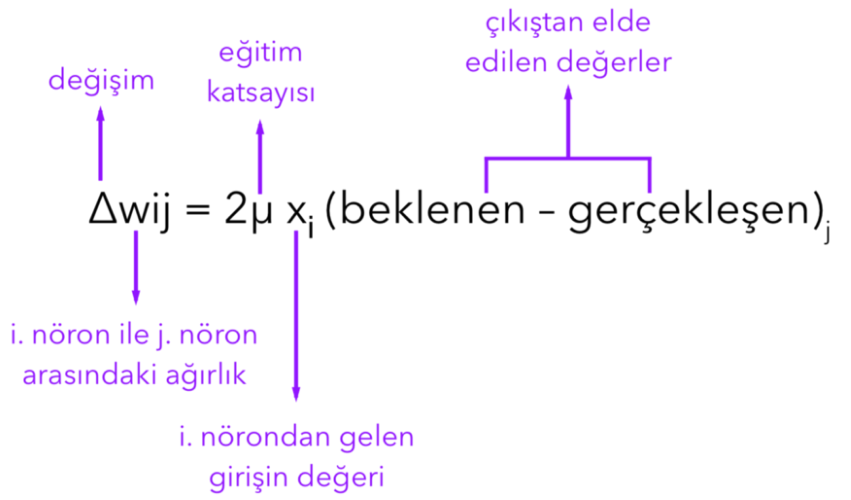 çıkıştan elde
edilen değerler
eğitim
katsayısı
değişim
Δwij = 2μ xi (beklenen – gerçekleşen)j
i. nöron ile j. nöron
arasındaki ağırlık
i. nörondan gelen
girişin değeri